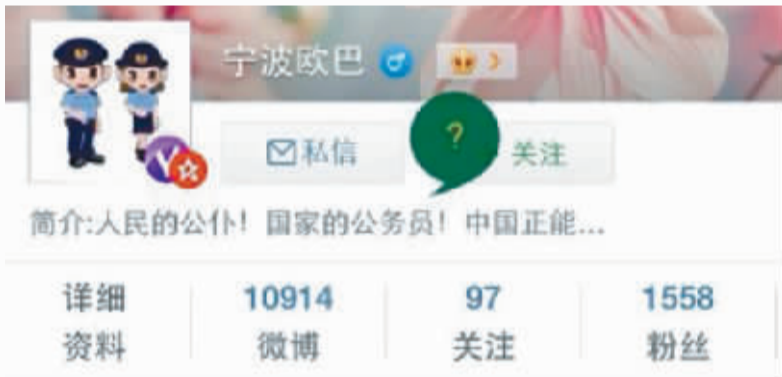 宁波欧巴
私信
?
关注
简介:人民的公仆! 国家的公务员! 中国正能...
详细 10914 97 1558
资料 微博 关注 粉丝